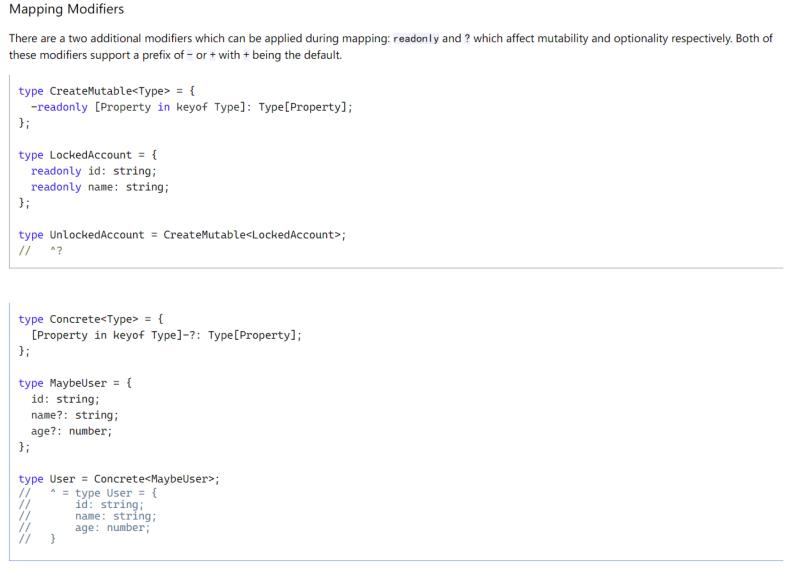 Mapping Modifiers
There are a two additional modifiers which can be applied during mapping: readonly and ? which affect mutability and optionality respectively. Both of
these modifiers support a prefix of - or + with + being the default.
type CreateMutable<Type> = {
  -readonly [Property in keyof Type]: Type[Property];
};
type LockedAccount = {
  readonly id: string;
  readonly name: string;
};
type UnlockedAccount = CreateMutable<LockedAccount>;
//   ^?
type Concrete<Type> = {
  [Property in keyof Type]-?: Type[Property];
};
type MaybeUser = {
  id: string;
  name?: string;
  age?: number;
};
type User = Concrete<MaybeUser>;
//   ^ = type User = {
//       id: string;
//       name: string;
//       age: number;
//   }